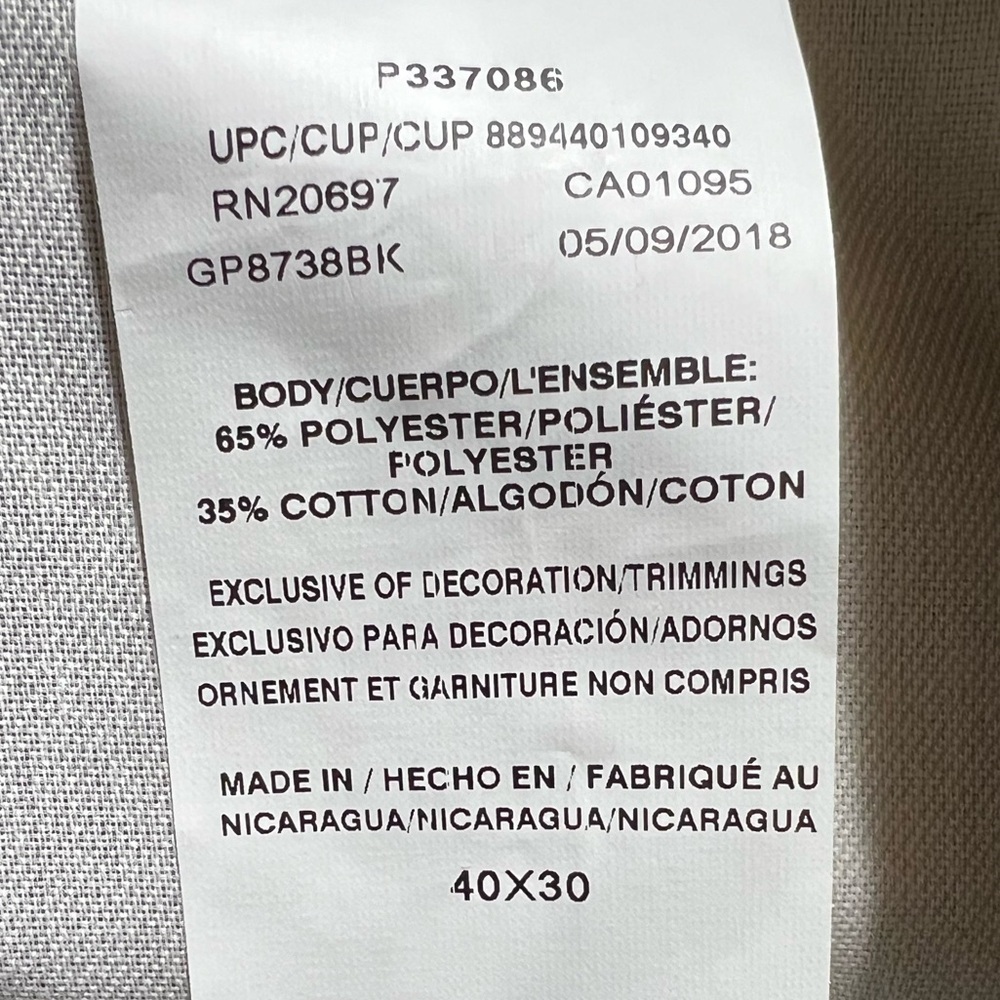 P337086
UPC/CUP/CUP 889440109340
RN20697 CA01095
GP8738BK 05/09/2018
BODY/CUERPO/L'ENSEMBLE:
65% POLYESTER/POLIÉSTER/
POLYESTER
35% COTTON/ALGODÓN/COTON
EXCLUSIVE OF DECORATION/TRIMMINGS
EXCLUSIVO PARA DECORACIÓN/ADORNOS
ORNEMENT ET GARNITURE NON COMPRIS
MADE IN / HECHO EN / FABRIQUÉ AU
NICARAGUA/NICARAGUA/NICARAGUA
40X30